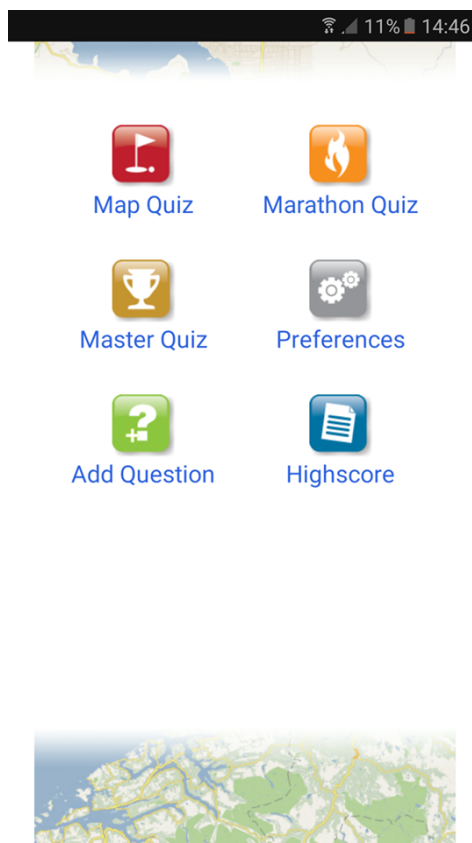 11% 14:46
Map Quiz Marathon Quiz
Master Quiz Preferences
Add Question Highscore